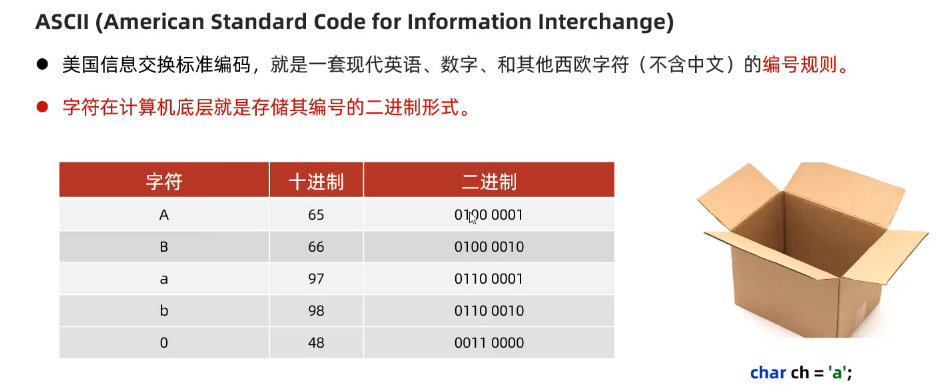 ASCII (American Standard Code for Information Interchange)
● 美国信息交换标准编码，就是一套现代英语、数字、和其他西欧字符（不含中文）的编号规则。
● 字符在计算机底层就是存储其编号的二进制形式。
字符 十进制 二进制
A 65 0100 0001
B 66 0100 0010
a 97 0110 0001
b 98 0110 0010
0 48 0011 0000
char ch = 'a';